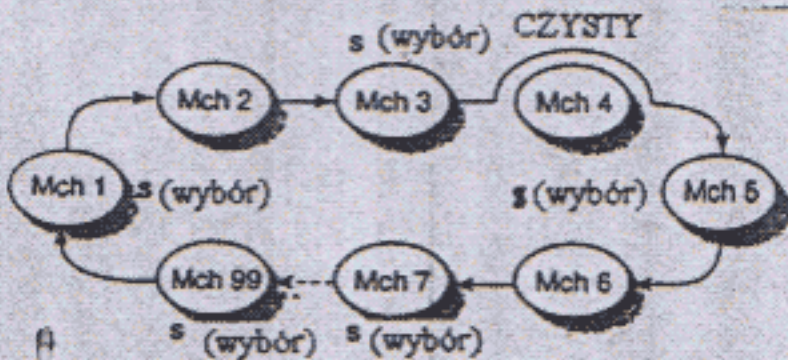 s (wybór) CZYSTY
Mch 2 Mch 3 Mch 4
Mch 1 s (wybór) s (wybór) Mch 5
Mch 99 Mch 7 Mch 6
s (wybór) s (wybór)